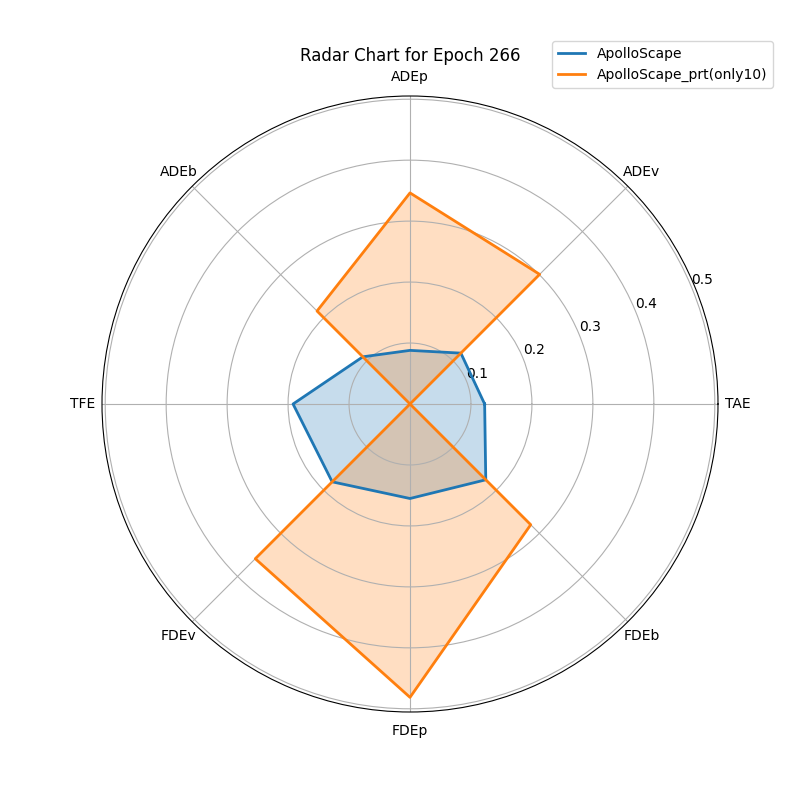 Radar Chart for Epoch 266
ApolloScape
ApolloScape_prt(only10)
ADEp
ADEb
ADEv
0.5
0.4
0.3
0.2
0.1
TFE
TAE
FDEv
FDEb
FDEp